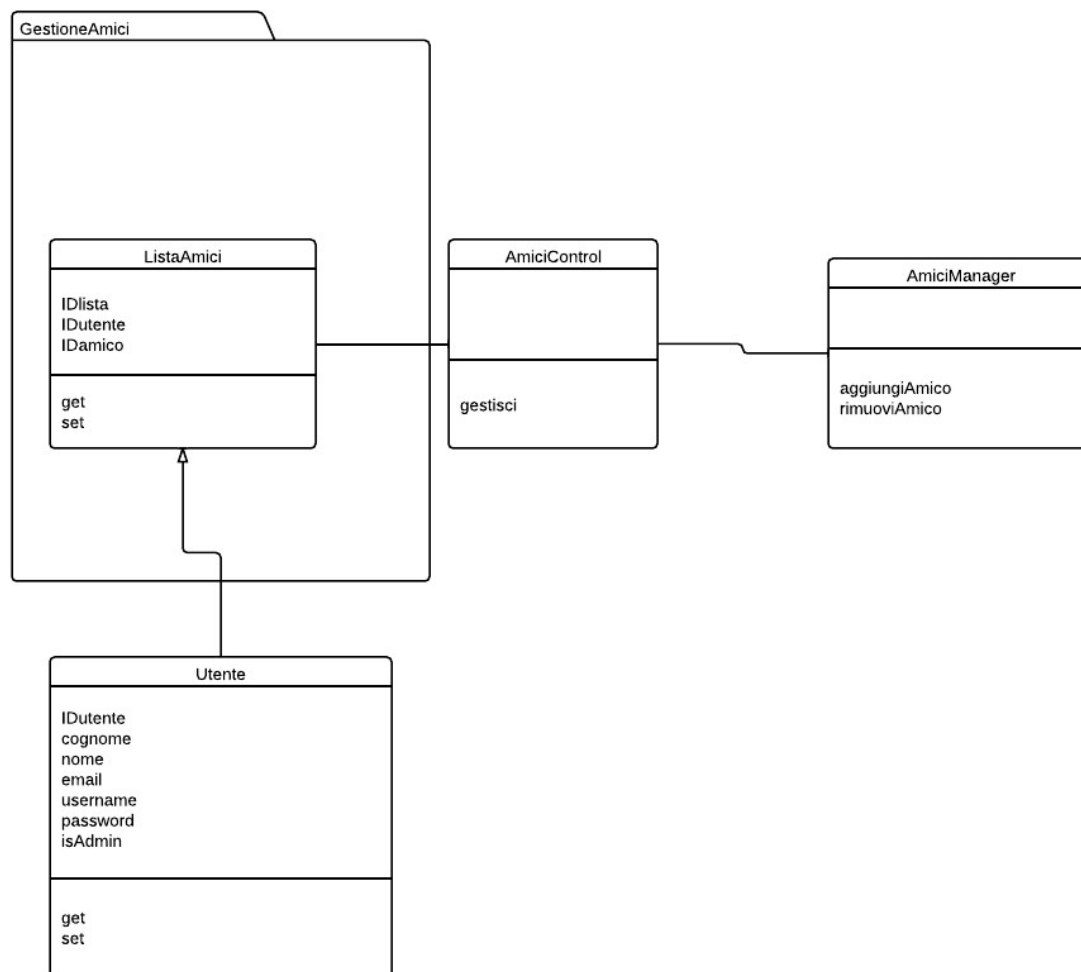 GestioneAmici
ListaAmici
IDlista
IDutente
IDamico
get
set
AmiciControl
gestisci
AmiciManager
aggiungiAmico
rimuoviAmico
Utente
IDutente
cognome
nome
email
username
password
isAdmin
get
set